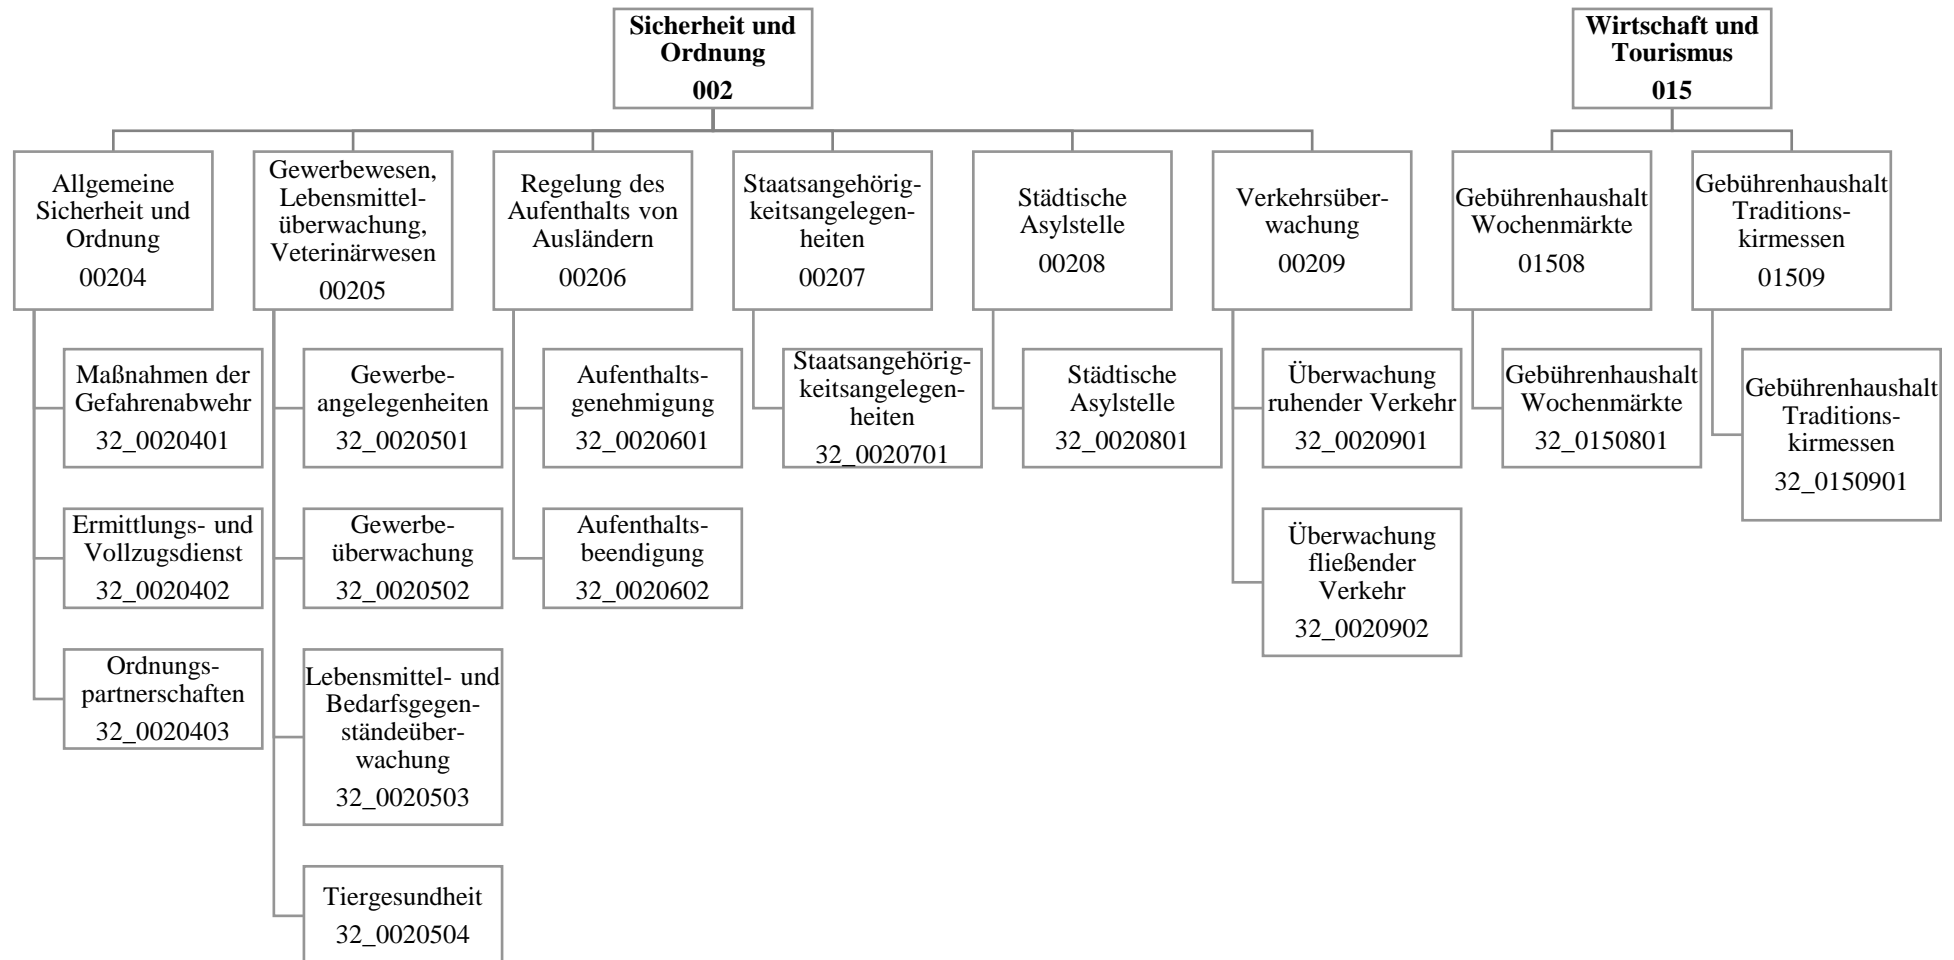 Sicherheit und
Ordnung
002
Wirtschaft und
Tourismus
015
Allgemeine
Sicherheit und
Ordnung
00204
Gewerbewesen,
Lebensmittel-
überwachung,
Veterinärwesen
00205
Regelung des
Aufenthalts von
Ausländern
00206
Staatsangehörig-
keitsangelegen-
heiten
00207
Städtische
Asylstelle
00208
Verkehrsüber-
wachung
00209
Gebührenhaushalt
Wochenmärkte
01508
Gebührenhaushalt
Traditions-
kirmessen
01509
Maßnahmen der
Gefahrenabwehr
32_0020401
Gewerbe-
angelegenheiten
32_0020501
Aufenthalts-
genehmigung
32_0020601
Staatsangehörig-
keitsangelegen-
heiten
32_0020701
Städtische
Asylstelle
32_0020801
Überwachung
ruhender Verkehr
32_0020901
Gebührenhaushalt
Wochenmärkte
32_0150801
Gebührenhaushalt
Traditions-
kirmessen
32_0150901
Ermittlungs- und
Vollzugsdienst
32_0020402
Gewerbe-
überwachung
32_0020502
Aufenthalts-
beendigung
32_0020602
Überwachung
fließender
Verkehr
32_0020902
Ordnungs-
partnerschaften
32_0020403
Lebensmittel- und
Bedarfsgegen-
ständeüber-
wachung
32_0020503
Tiergesundheit
32_0020504